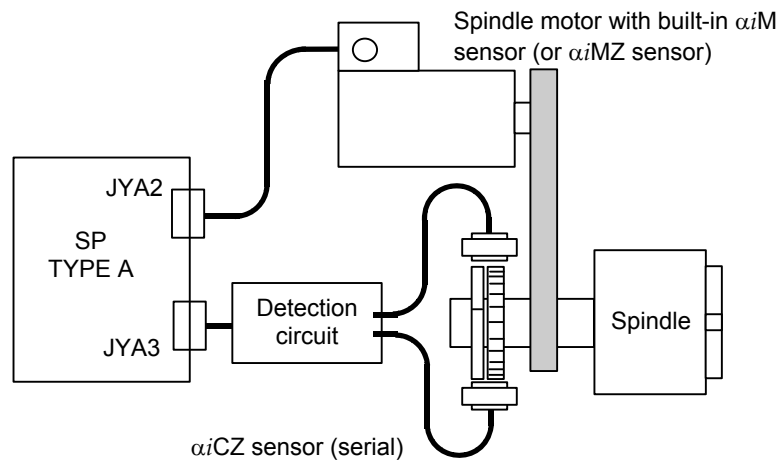 Spindle motor with built-in αiM
sensor (or αiMZ sensor)
JYA2
SP
TYPE A
JYA3
Detection
circuit
Spindle
αiCZ sensor (serial)